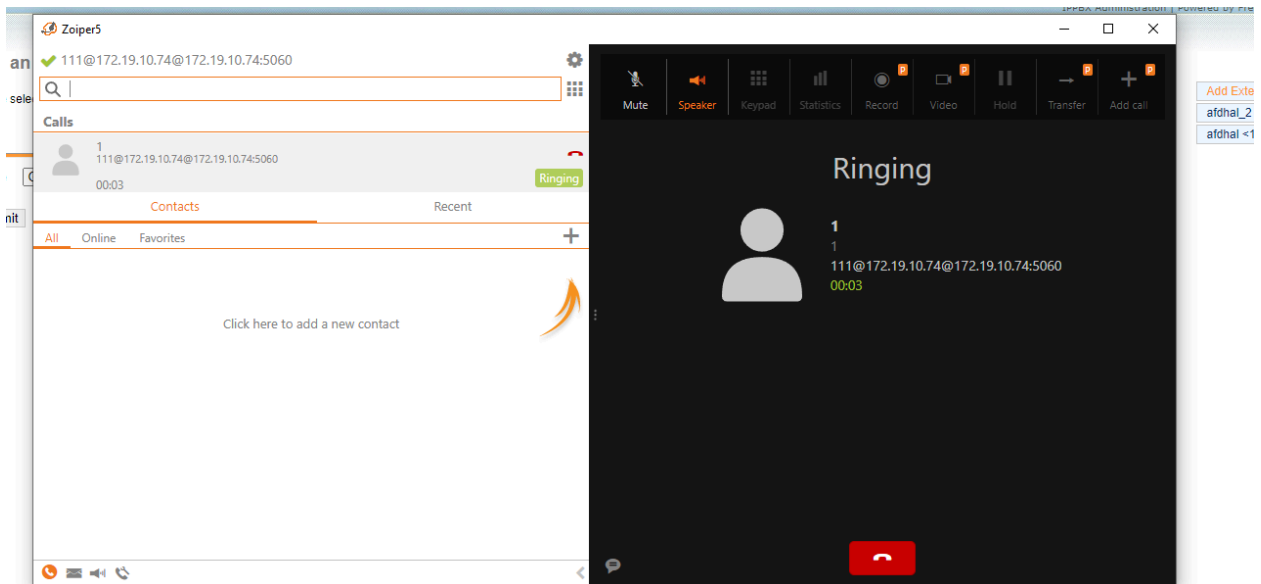 IPPBX Administration | Powered by Fre
Zoiper5
an
111@172.19.10.74@172.19.10.74:5060
sele
Calls
1
111@172.19.10.74@172.19.10.74:5060
00:03
Ringing
mit
Contacts
Recent
All
Online
Favorites
Click here to add a new contact
Mute
Speaker
Keypad
Statistics
P
Record
P
Video
Hold
P
Transfer
P
Add call
Ringing
1
1
111@172.19.10.74@172.19.10.74:5060
00:03
Add Exte
afdhal_2
afdhal <1